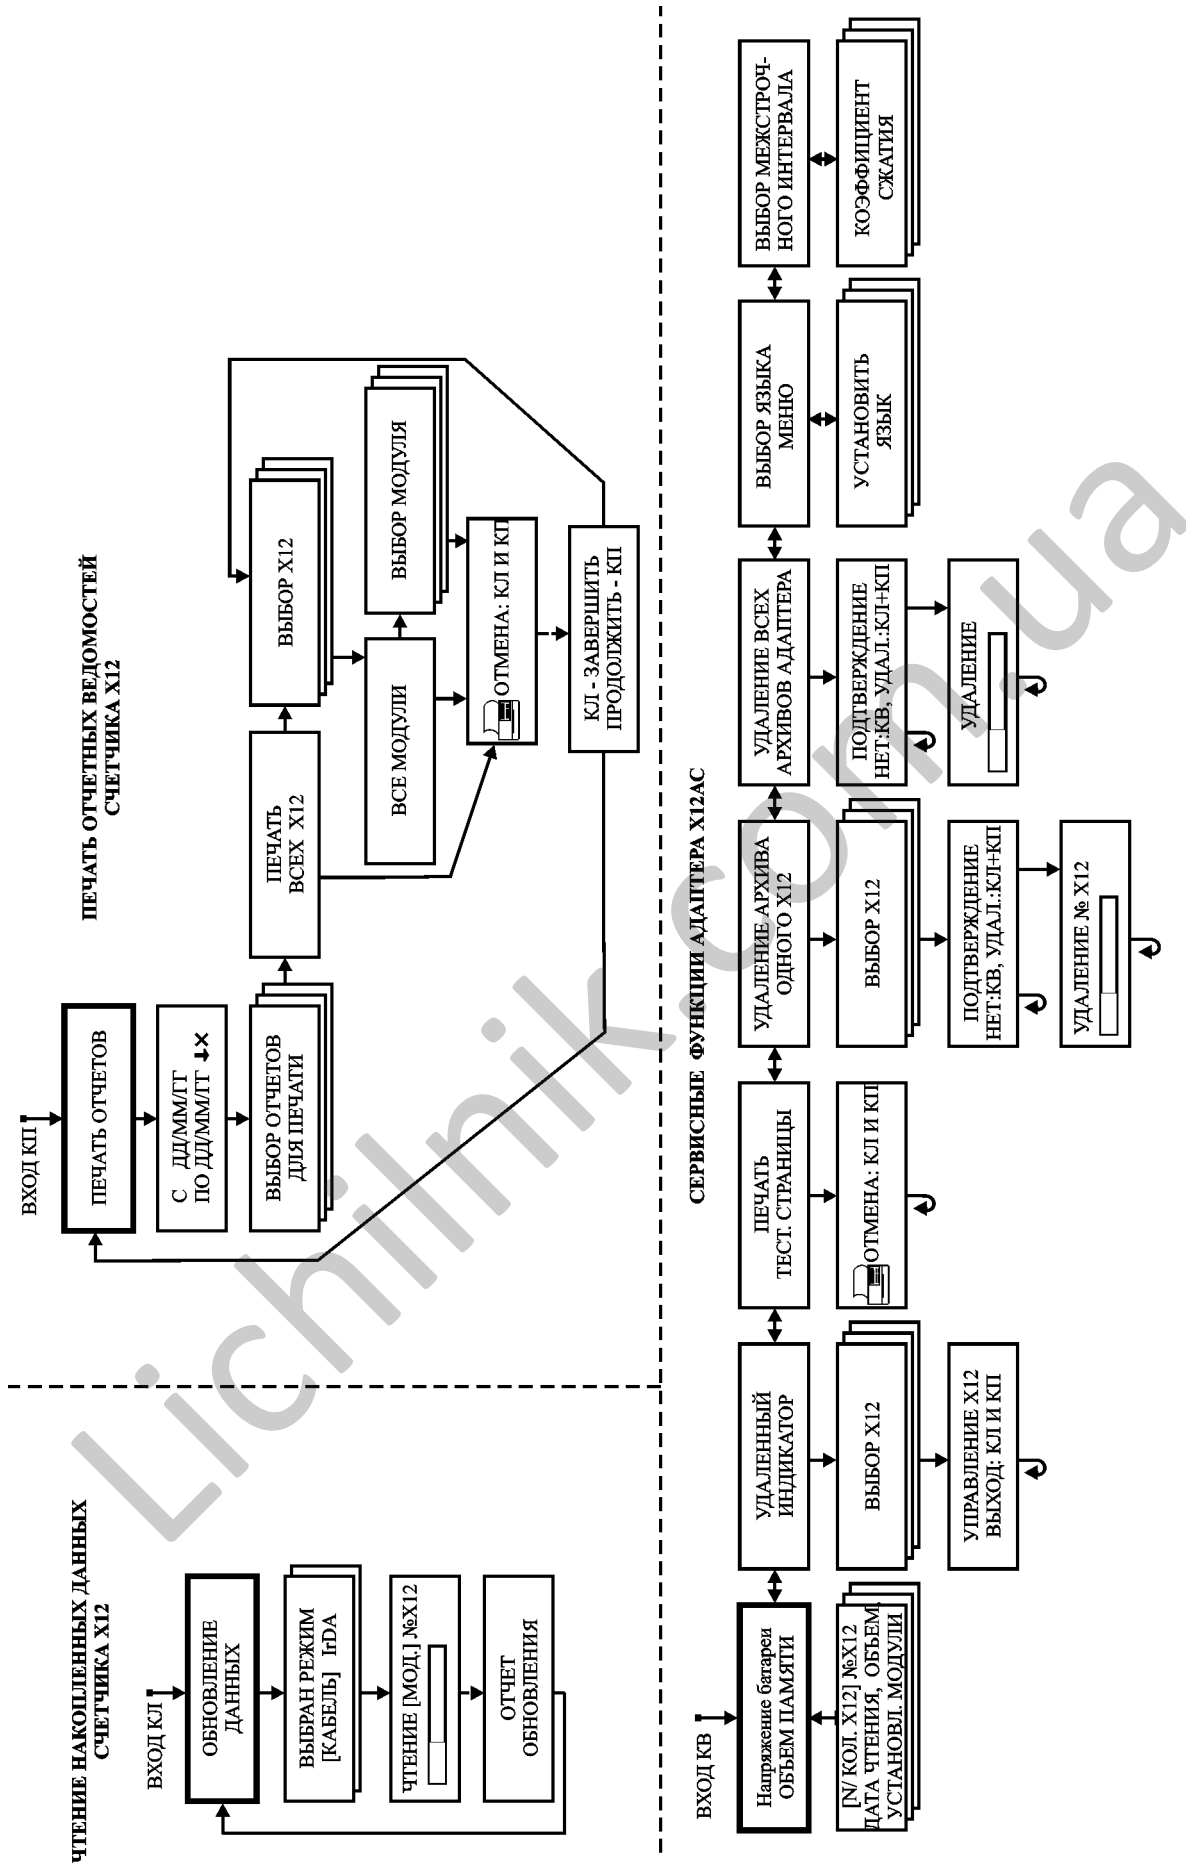 ЧТЕНИЕ НАКОПЛЕННЫХ ДАННЫХ
СЧЕТЧИКА X12
ВХОД КЛ
ОБНОВЛЕНИЕ
ДАННЫХ
ВЫБРАН РЕЖИМ
[КАБЕЛЬ] IrDA
ЧТЕНИЕ [МОД.] №X12
ОТЧЕТ
ОБНОВЛЕНИЯ
ПЕЧАТЬ ОТЧЕТНЫХ ВЕДОМОСТЕЙ
СЧЕТЧИКА X12
ВХОД КП
ПЕЧАТЬ ОТЧЕТОВ
С ДД/ММ/ГГ
ПО ДД/ММ/ГГ
ВЫБОР ОТЧЕТОВ
ДЛЯ ПЕЧАТИ
ПЕЧАТЬ
ВСЕХ X12
ВЫБОР X12
ВСЕ МОДУЛИ
ВЫБОР МОДУЛЯ
ОТМЕНА: КЛ И КП
КЛ - ЗАВЕРШИТЬ
ПРОДОЛЖИТЬ - КП
СЕРВИСНЫЕ ФУНКЦИИ АДАПТЕРА X12AC
ВХОД КВ
Напряжение батареи
ОБЪЕМ ПАМЯТИ
[N/ КОЛ. X12] №X12
ДАТА ЧТЕНИЯ, ОБЪЕМ,
УСТАНОВЛ. МОДУЛИ
УДАЛЕННЫЙ
ИНДИКАТОР
ВЫБОР X12
УПРАВЛЕНИЕ X12
ВЫХОД: КЛ И КП
ПЕЧАТЬ
ТЕСТ. СТРАНИЦЫ
ОТМЕНА: КЛ И КП
УДАЛЕНИЕ АРХИВА
ОДНОГО X12
ВЫБОР X12
ПОДТВЕРЖДЕНИЕ
НЕТ:КВ, УДАЛ.:КЛ+КП
УДАЛЕНИЕ № X12
УДАЛЕНИЕ ВСЕХ
АРХИВОВ АДАПТЕРА
ПОДТВЕРЖДЕНИЕ
НЕТ:КВ, УДАЛ.:КЛ+КП
УДАЛЕНИЕ
ВЫБОР ЯЗЫКА
МЕНЮ
УСТАНОВИТЬ
ЯЗЫК
ВЫБОР МЕЖСТРОЧ-
НОГО ИНТЕРВАЛА
КОЭФФИЦИЕНТ
СЖАТИЯ
Lichilnik.com.ua